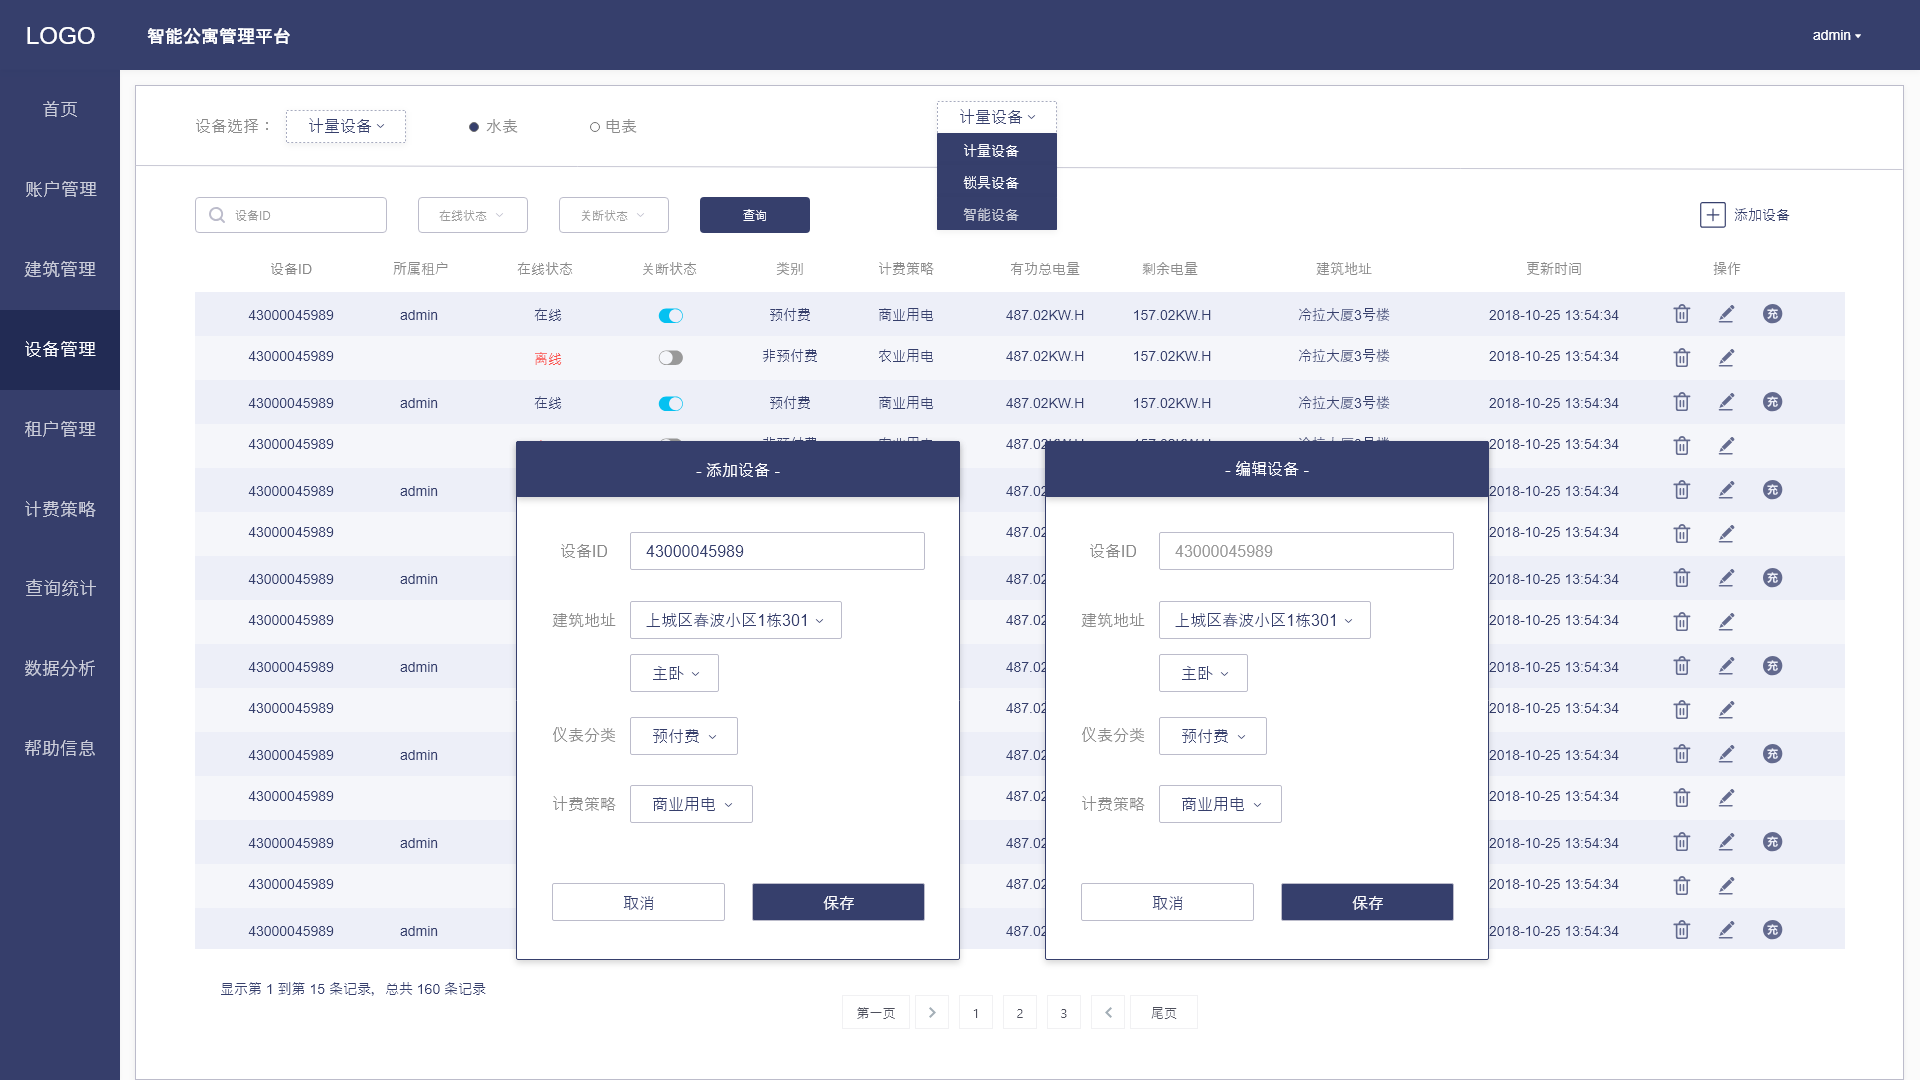 LOGO
智能公寓管理平台
admin
首页
账户管理
建筑管理
设备管理
租户管理
计费策略
查询统计
数据分析
帮助信息
设备选择：
计量设备
水表
电表
计量设备
计量设备
锁具设备
智能设备
设备ID
在线状态
关断状态
查询
添加设备
设备ID 所属租户 在线状态 关断状态 类别 计费策略 有功总电量 剩余电量 建筑地址 更新时间 操作
43000045989 admin 在线 预付费 商业用电 487.02KW.H 157.02KW.H 冷拉大厦3号楼 2018-10-25 13:54:34 充
43000045989 离线 非预付费 农业用电 487.02KW.H 157.02KW.H 冷拉大厦3号楼 2018-10-25 13:54:34
43000045989 admin 在线 预付费 商业用电 487.02KW.H 157.02KW.H 冷拉大厦3号楼 2018-10-25 13:54:34 充
43000045989 非预付费 农业用电 487.02KW.H 157.02KW.H 冷拉大厦3号楼 2018-10-25 13:54:34
43000045989 admin 487.02 2018-10-25 13:54:34 充
43000045989 487.02 2018-10-25 13:54:34
43000045989 admin 487.02 2018-10-25 13:54:34 充
43000045989 487.02 2018-10-25 13:54:34
43000045989 admin 487.02 2018-10-25 13:54:34 充
43000045989 487.02 2018-10-25 13:54:34
43000045989 admin 487.02 2018-10-25 13:54:34 充
43000045989 487.02 2018-10-25 13:54:34
43000045989 admin 487.02 2018-10-25 13:54:34 充
43000045989 487.02 2018-10-25 13:54:34
43000045989 admin 487.02 2018-10-25 13:54:34 充
- 添加设备 -
设备ID 43000045989
建筑地址 上城区春波小区1栋301
主卧
仪表分类 预付费
计费策略 商业用电
取消 保存
- 编辑设备 -
设备ID 43000045989
建筑地址 上城区春波小区1栋301
主卧
仪表分类 预付费
计费策略 商业用电
取消 保存
显示第 1 到第 15 条记录，总共 160 条记录
第一页 > 1 2 3 < 尾页